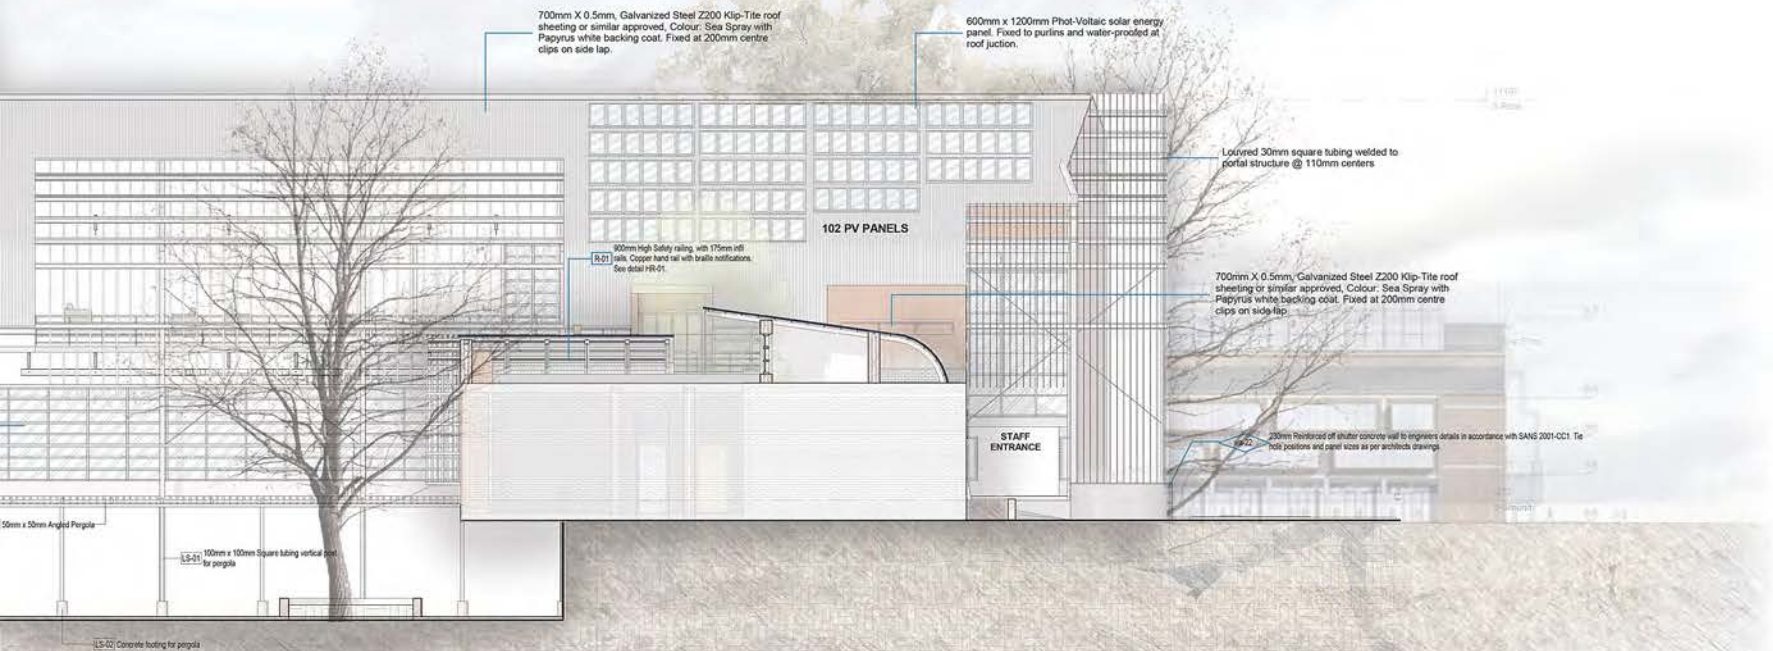 700mm X 0.5mm, Galvanized Steel Z200 Klip-Tite roof
sheeting or similar approved, Colour: Sea Spray with
Papyrus white backing coat. Fixed at 200mm centre
clips on side lap.
600mm x 1200mm Phot-Voltaic solar energy
panel. Fixed to purlins and water-proofed at
roof juction.
Louvred 30mm square tubing welded to
portal structure @ 110mm centers
102 PV PANELS
R-01
900mm High Safety railing, with 175mm infil
rails. Copper hand rail with braille notifications.
See detail HR-01.
700mm X 0.5mm, Galvanized Steel Z200 Klip-Tite roof
sheeting or similar approved, Colour: Sea Spray with
Papyrus white backing coat. Fixed at 200mm centre
clips on side lap
STAFF
ENTRANCE
230mm Reinforced off shutter concrete wall to engineers details in accordance with SANS 2001-CC1. Tie
hole positions and panel sizes as per architects drawings
50mm x 50mm Angled Pergola
LS-01
100mm x 100mm Square tubing vertical post
for pergola
LS-02 Concrete footing for pergola